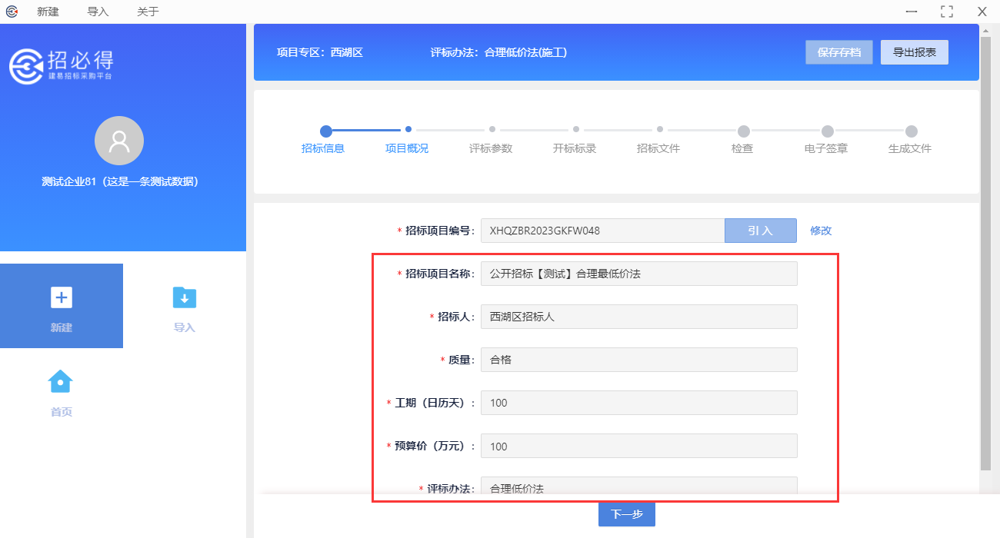 新建 导入 关于
招必得
建易招标采购平台
测试企业81（这是一条测试数据）
新建 导入
首页
项目专区：西湖区 评标办法：合理低价法(施工) 保存存档 导出报表
招标信息 项目概况 评标参数 开标标录 招标文件 检查 电子签章 生成文件
* 招标项目编号： XHQZBR2023GKFW048 引入 修改
* 招标项目名称： 公开招标【测试】合理最低价法
* 招标人： 西湖区招标人
* 质量： 合格
* 工期（日历天）： 100
* 预算价（万元）： 100
* 评标办法： 合理低价法
下一步